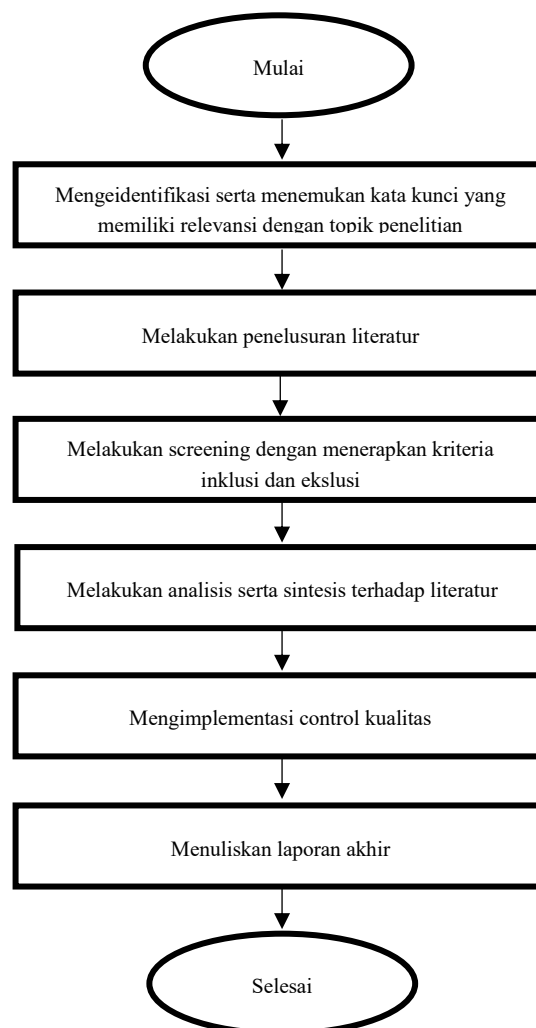 Mulai
Mengeidentifikasi serta menemukan kata kunci yang
memiliki relevansi dengan topik penelitian
Melakukan penelusuran literatur
Melakukan screening dengan menerapkan kriteria
inklusi dan ekslusi
Melakukan analisis serta sintesis terhadap literatur
Mengimplementasi control kualitas
Menuliskan laporan akhir
Selesai